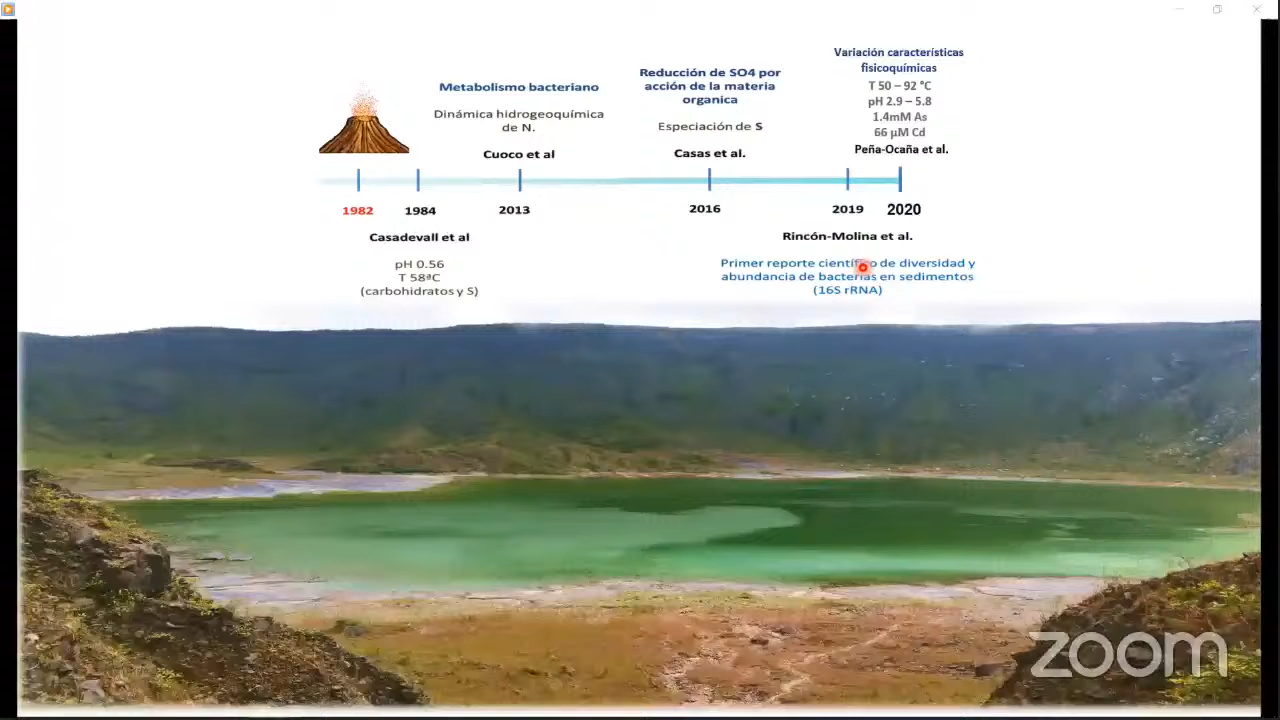 Metabolismo bacteriano
Dinámica hidrogeoquímica
de N.
Cuoco et al
Reducción de SO4 por
acción de la materia
organica
Especiación de S
Casas et al.
Variación características
fisicoquímicas
T 50 – 92 °C
pH 2.9 – 5.8
1.4mM As
66 µM Cd
Peña-Ocaña et al.
1982
1984
2013
2016
2019
2020
Casadevall et al
pH 0.56
T 58ªC
(carbohidratos y S)
Rincón-Molina et al.
Primer reporte científico de diversidad y
abundancia de bacterias en sedimentos
(16S rRNA)
zoom